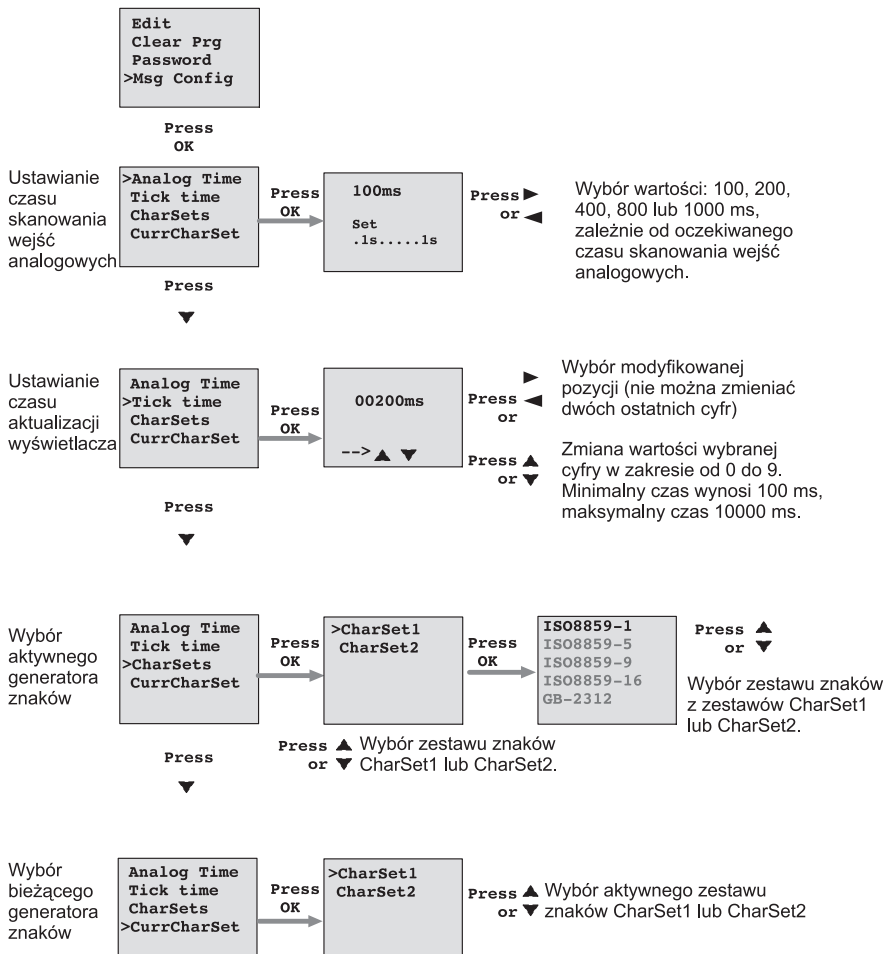 Edit
Clear Prg
Password
>Msg Config
Press
OK
Ustawianie
czasu
skanowania
wejść
analogowych
>Analog Time
Tick time
CharSets
CurrCharSet
Press
OK
100ms
Set
.1s.....1s
Press ►
or ◄
Wybór wartości: 100, 200,
400, 800 lub 1000 ms,
zależnie od oczekiwanego
czasu skanowania wejść
analogowych.
Press
▼
Ustawianie
czasu
aktualizacji
wyświetlacza
Analog Time
>Tick time
CharSets
CurrCharSet
Press
OK
00200ms
--> ▲ ▼
►
Press ◄
or
Wybór modyfikowanej
pozycji (nie można zmieniać
dwóch ostatnich cyfr)
Press ▲
or ▼
Zmiana wartości wybranej
cyfry w zakresie od 0 do 9.
Minimalny czas wynosi 100 ms,
maksymalny czas 10000 ms.
Press
▼
Wybór
aktywnego
generatora
znaków
Analog Time
Tick time
>CharSets
CurrCharSet
Press
OK
>CharSet1
CharSet2
Press
OK
ISO8859-1
ISO8859-5
ISO8859-9
ISO8859-16
GB-2312
Press ▲
or ▼
Wybór zestawu znaków
z zestawów CharSet1
lub CharSet2.
Press ▲ Wybór zestawu znaków
or ▼ CharSet1 lub CharSet2.
Press
▼
Wybór
bieżącego
generatora
znaków
Analog Time
Tick time
CharSets
>CurrCharSet
Press
OK
>CharSet1
CharSet2
Press ▲ Wybór aktywnego zestawu
or ▼ znaków CharSet1 lub CharSet2